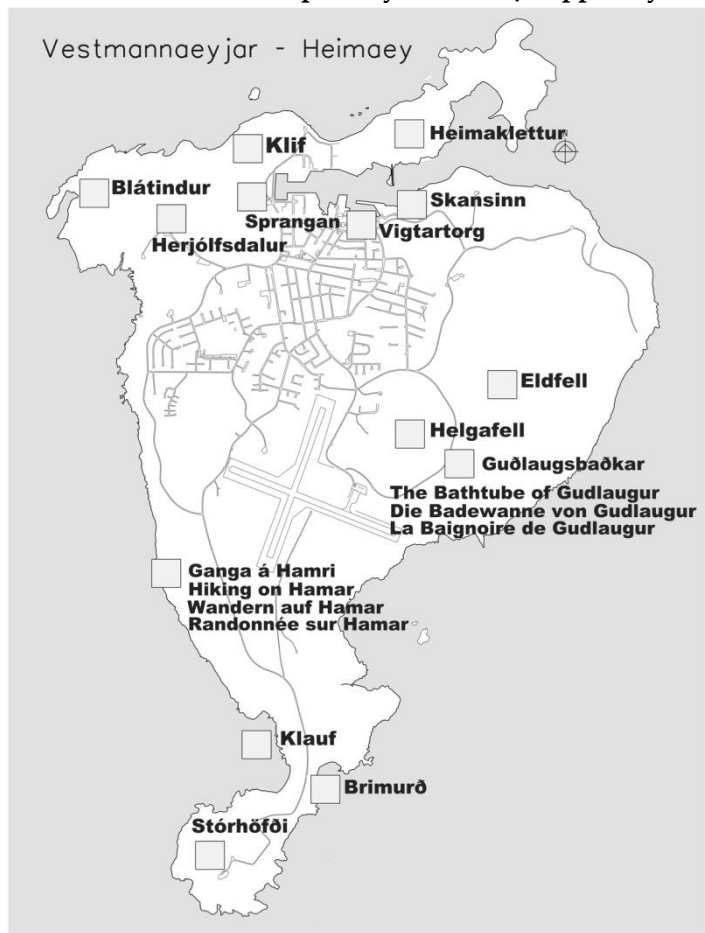 Vestmannaeyjar - Heimaey
Heimaklettur
Klif
Blátindur
Skansinn
Sprangan
Vigtartorg
Herjólfsdalur
Eldfell
Helgafell
Guðlaugsbaðkar
The Bathtube of Gudlaugur
Die Badewanne von Gudlaugur
La Baignoire de Gudlaugur
Ganga á Hamri
Hiking on Hamar
Wandern auf Hamar
Randonnée sur Hamar
Klauf
Brimurð
Stórhöfði